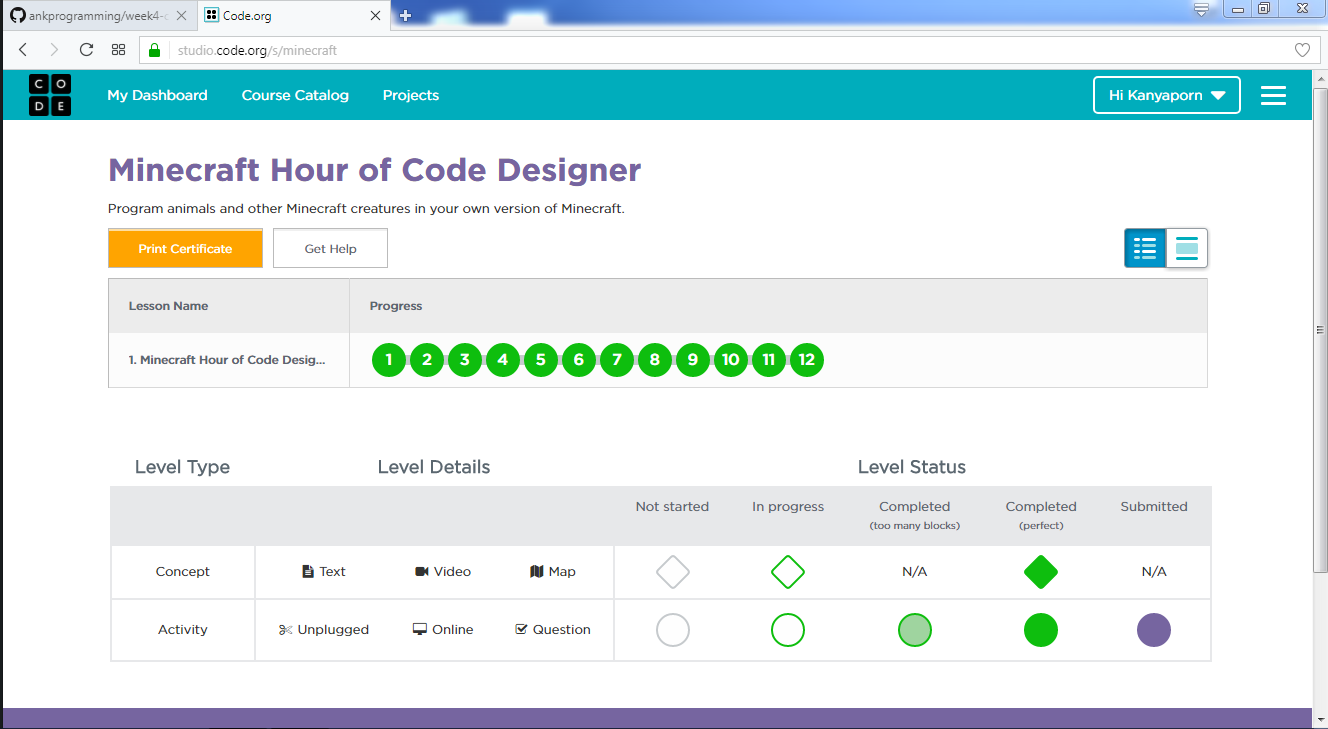 ankprogramming/week4-
Code.org
studio.code.org/s/minecraft
C O
D E
My Dashboard Course Catalog Projects
Hi Kanyaporn
Minecraft Hour of Code Designer
Program animals and other Minecraft creatures in your own version of Minecraft.
Print Certificate Get Help
Lesson Name Progress
1. Minecraft Hour of Code Desig... 1 2 3 4 5 6 7 8 9 10 11 12
Level Type Level Details Level Status
Not started In progress Completed Completed Submitted
(too many blocks) (perfect)
Concept Text Video Map N/A N/A
Activity Unplugged Online Question